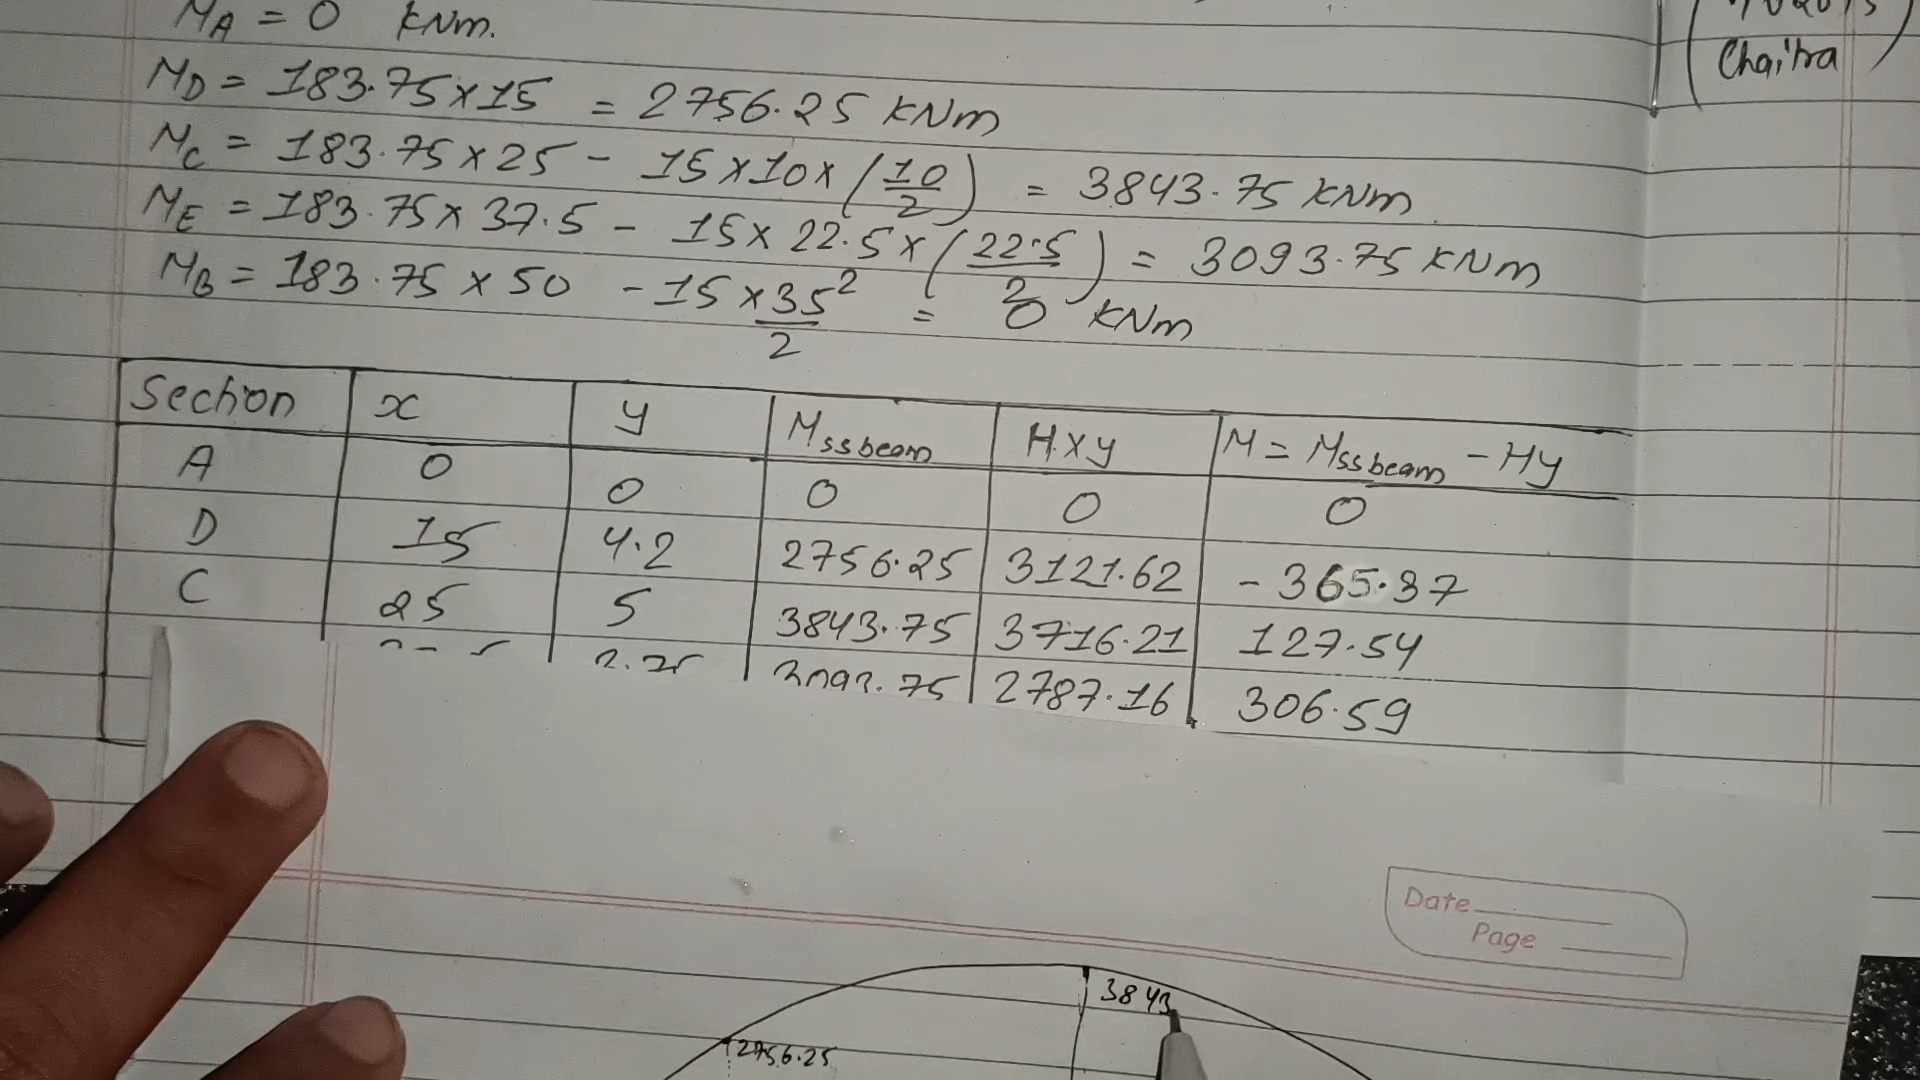 MA = 0 KNm.
Chaitra
MD = 183.75 x 15 = 2756.25 KNm
MC = 183.75 x 25 - 15 x 10 x (10/2) = 3843.75 KNm
ME = 183.75 x 37.5 - 15 x 22.5 x (22.5/2) = 3093.75 KNm
MB = 183.75 x 50 - 15 x 35²/2 = 0 KNm
Section x y Mssbeam H x y M = Mssbeam - Hy
A 0 0 0 0 0
D 15 4.2 2756.25 3121.62 - 365.37
C 25 5 3843.75 3716.21 127.54
2787.16 306.59
Date
Page
3843
2756.25